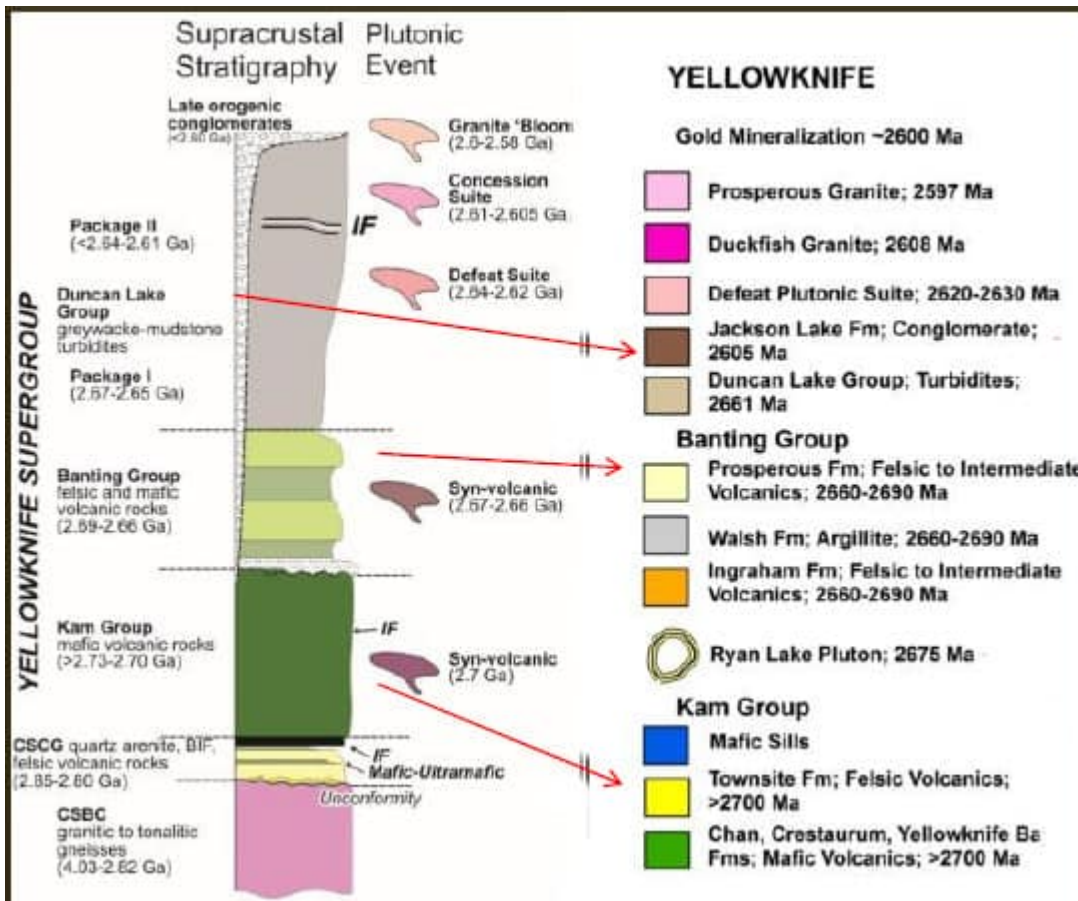 Supracrustal
Stratigraphy
Plutonic
Event
Late orogenic
conglomerates
(<2.60 Ga)
Package II
(<2.64-2.61 Ga)
Duncan Lake
Group
greywacke-mudstone
turbidites
Package I
(2.67-2.65 Ga)
Banting Group
felsic and mafic
volcanic rocks
(2.69-2.66 Ga)
Kam Group
mafic volcanic rocks
(>2.73-2.70 Ga)
CSCG quartz arenite, BIF,
felsic volcanic rocks
(2.85-2.80 Ga)
CSBC
granitic to tonalitic
gneisses
(4.03-2.82 Ga)
YELLOWKNIFE SUPERGROUP
IF
IF
IF
Mafic-Ultramafic
Unconformity
Granite 'Bloom
(2.6-2.58 Ga)
Concession
Suite
(2.61-2.605 Ga
Defeat Suite
(2.64-2.62 Ga)
Syn-volcanic
(2.67-2.66 Ga)
Syn-volcanic
(2.7 Ga)
YELLOWKNIFE
Gold Mineralization ~2600 Ma
Prosperous Granite; 2597 Ma
Duckfish Granite; 2608 Ma
Defeat Plutonic Suite; 2620-2630 Ma
Jackson Lake Fm; Conglomerate;
2605 Ma
Duncan Lake Group; Turbidites;
2661 Ma
Banting Group
Prosperous Fm; Felsic to Intermediate
Volcanics; 2660-2690 Ma
Walsh Fm; Argillite; 2660-2690 Ma
Ingraham Fm; Felsic to Intermediate
Volcanics; 2660-2690 Ma
Ryan Lake Pluton; 2675 Ma
Kam Group
Mafic Sills
Townsite Fm; Felsic Volcanics;
>2700 Ma
Chan, Crestaurum, Yellowknife Ba
Fms; Mafic Volcanics; >2700 Ma